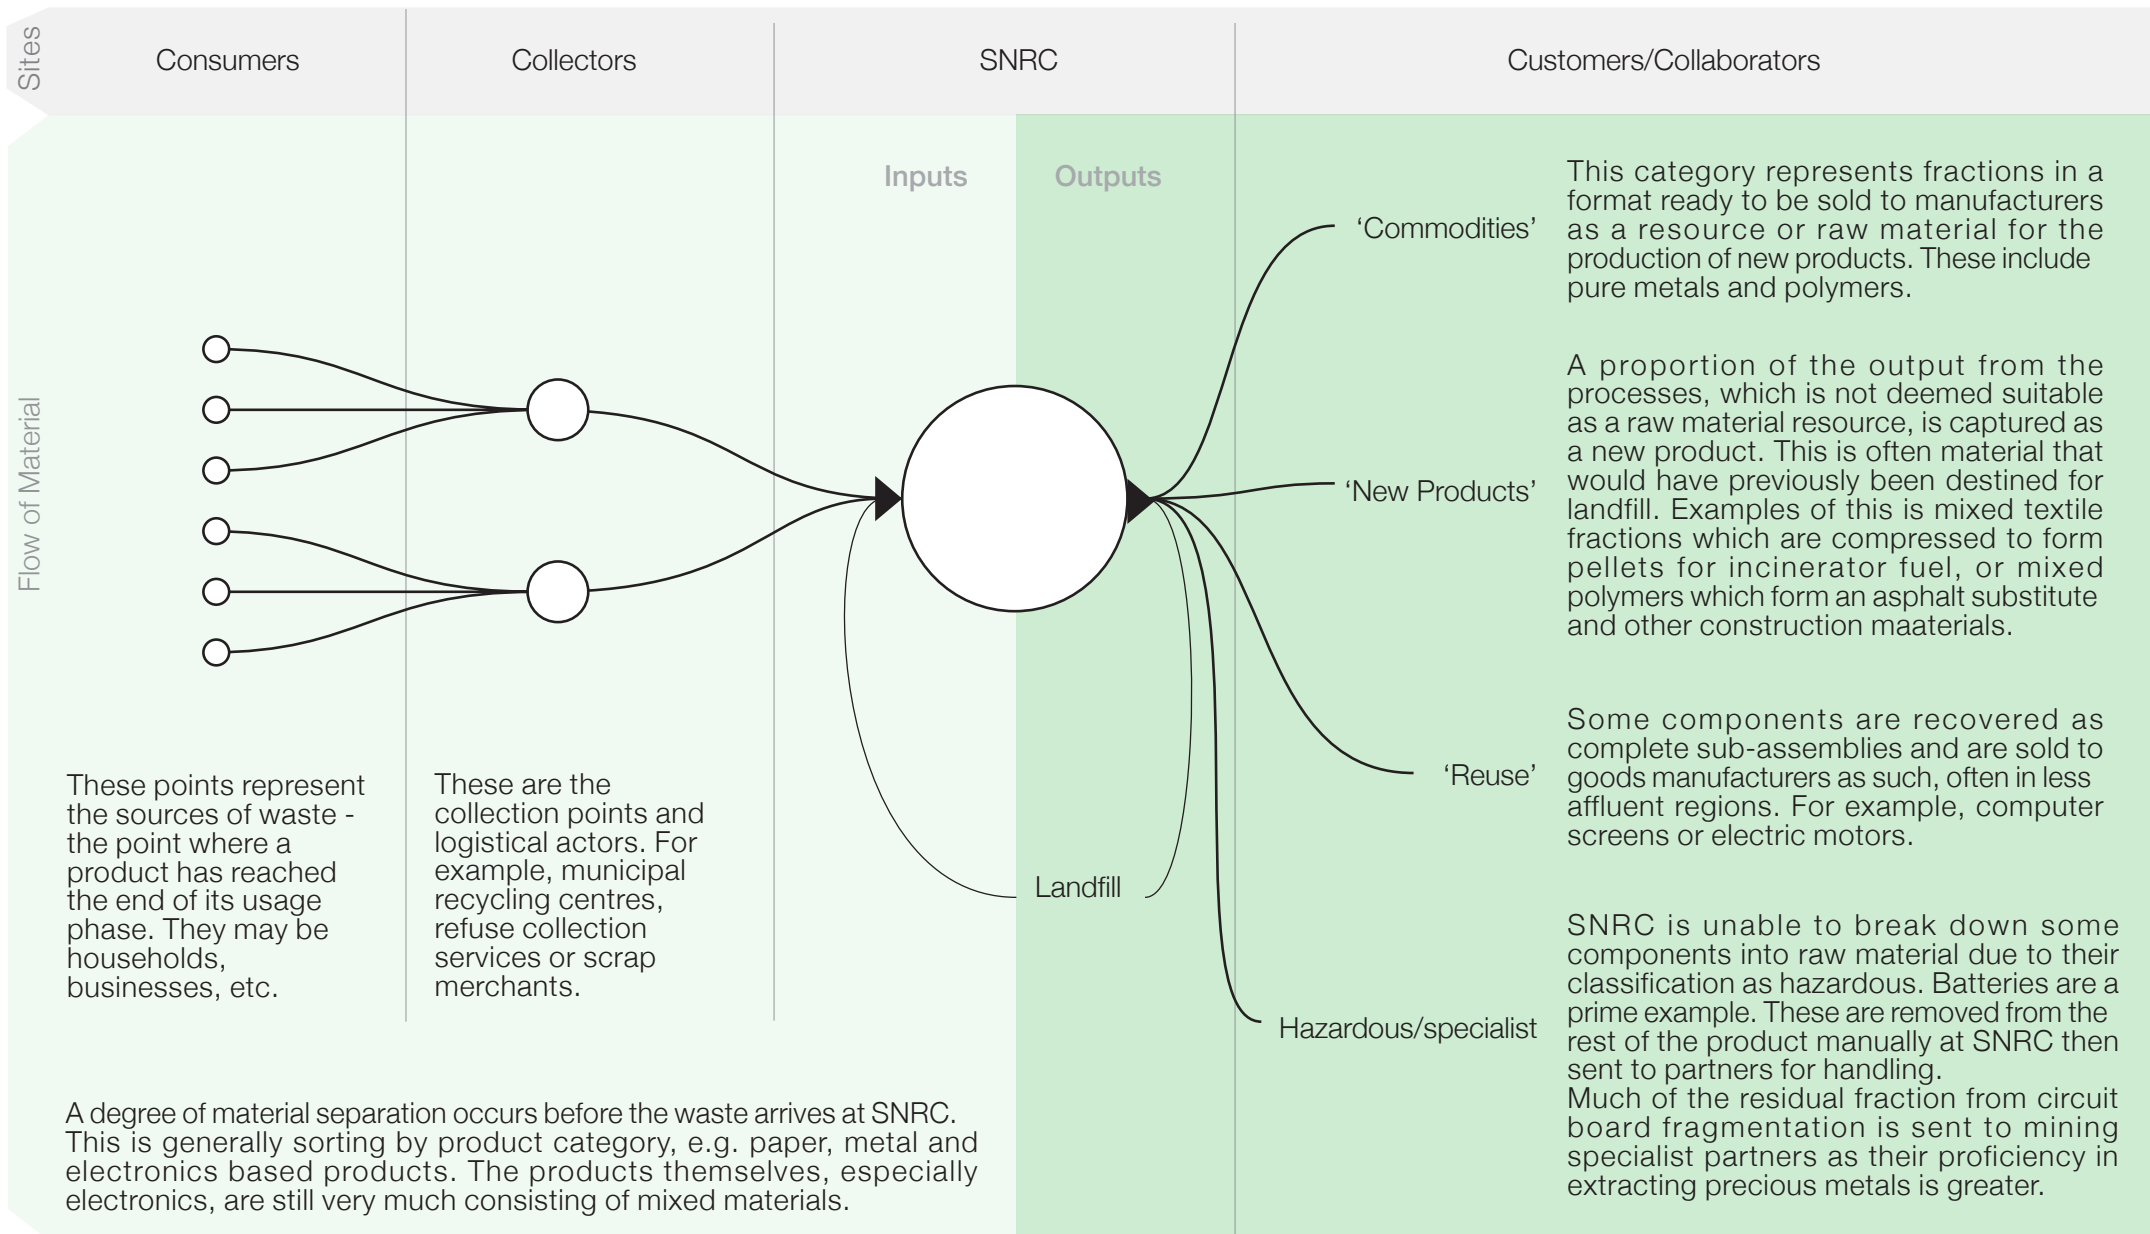 Sites
Consumers
Collectors
SNRC
Customers/Collaborators
Flow of Material
Inputs
Outputs
‘Commodities’
This category represents fractions in a
format ready to be sold to manufacturers
as a resource or raw material for the
production of new products. These include
pure metals and polymers.
‘New Products’
A proportion of the output from the
processes, which is not deemed suitable
as a raw material resource, is captured as
a new product. This is often material that
would have previously been destined for
landfill. Examples of this is mixed textile
fractions which are compressed to form
pellets for incinerator fuel, or mixed
polymers which form an asphalt substitute
and other construction maaterials.
‘Reuse’
Some components are recovered as
complete sub-assemblies and are sold to
goods manufacturers as such, often in less
affluent regions. For example, computer
screens or electric motors.
These points represent
the sources of waste -
the point where a
product has reached
the end of its usage
phase. They may be
households,
businesses, etc.
These are the
collection points and
logistical actors. For
example, municipal
recycling centres,
refuse collection
services or scrap
merchants.
Landfill
Hazardous/specialist
SNRC is unable to break down some
components into raw material due to their
classification as hazardous. Batteries are a
prime example. These are removed from the
rest of the product manually at SNRC then
sent to partners for handling.
Much of the residual fraction from circuit
board fragmentation is sent to mining
specialist partners as their proficiency in
extracting precious metals is greater.
A degree of material separation occurs before the waste arrives at SNRC.
This is generally sorting by product category, e.g. paper, metal and
electronics based products. The products themselves, especially
electronics, are still very much consisting of mixed materials.